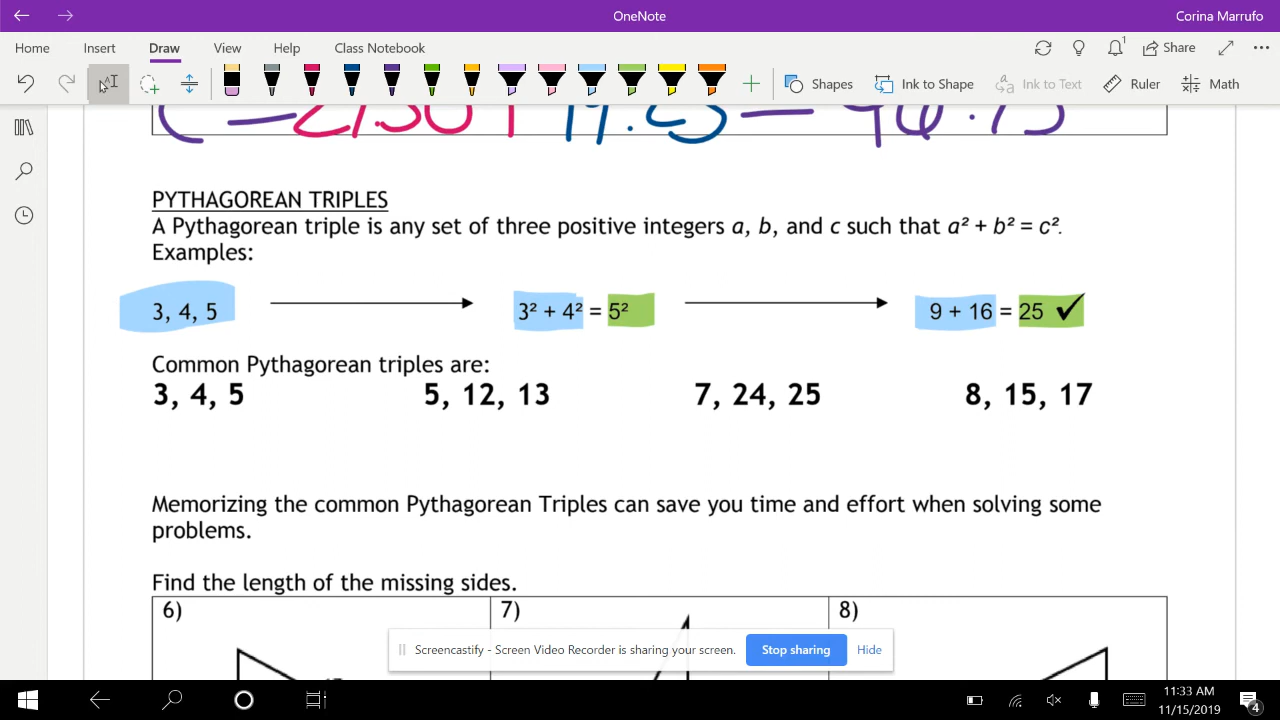 OneNote
Corina Marrufo
Home Insert Draw View Help Class Notebook
1 Share
Shapes Ink to Shape Ink to Text Ruler Math
PYTHAGOREAN TRIPLES
A Pythagorean triple is any set of three positive integers a, b, and c such that a² + b² = c².
Examples:
3, 4, 5 3² + 4² = 5² 9 + 16 = 25 ✓
Common Pythagorean triples are:
3, 4, 5 5, 12, 13 7, 24, 25 8, 15, 17
Memorizing the common Pythagorean Triples can save you time and effort when solving some
problems.
Find the length of the missing sides.
6) 7) 8)
Screencastify - Screen Video Recorder is sharing your screen. Stop sharing Hide
11:33 AM
11/15/2019
4